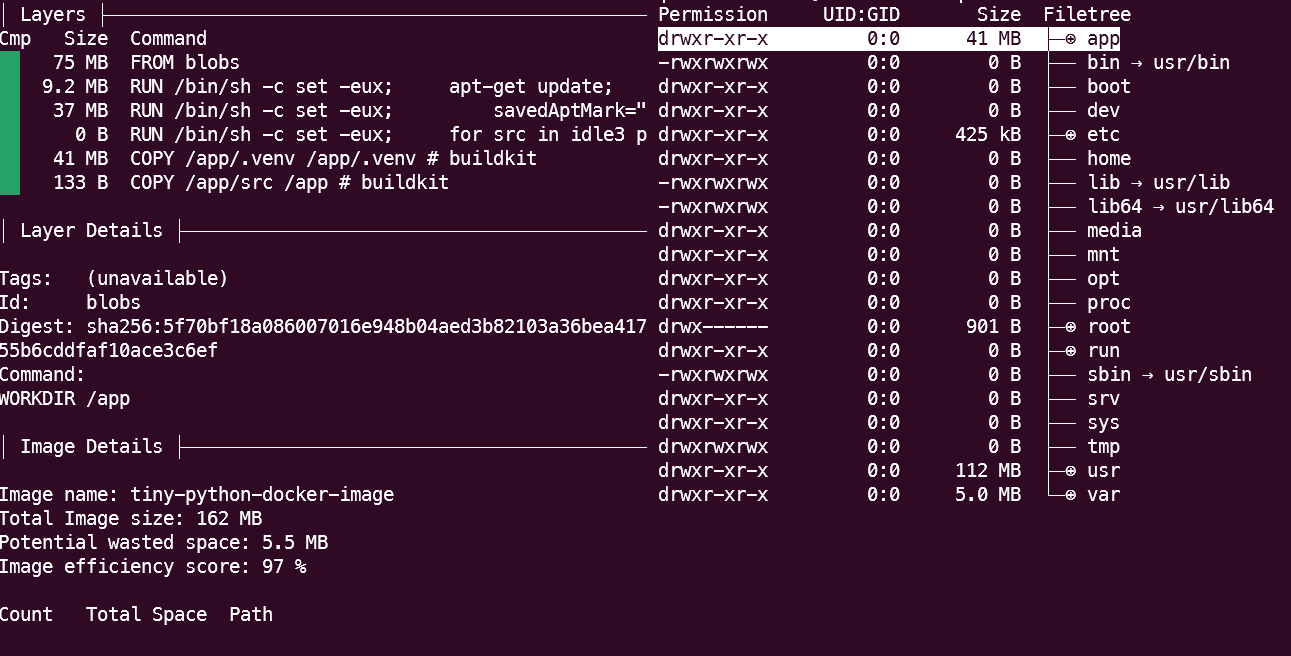 Layers
Cmp Size Command
75 MB FROM blobs
9.2 MB RUN /bin/sh -c set -eux; apt-get update;
37 MB RUN /bin/sh -c set -eux; savedAptMark="
0 B RUN /bin/sh -c set -eux; for src in idle3 p
41 MB COPY /app/.venv /app/.venv # buildkit
133 B COPY /app/src /app # buildkit
Layer Details
Tags: (unavailable)
Id: blobs
Digest: sha256:5f70bf18a086007016e948b04aed3b82103a36bea417
55b6cddfaf10ace3c6ef
Command:
WORKDIR /app
Image Details
Image name: tiny-python-docker-image
Total Image size: 162 MB
Potential wasted space: 5.5 MB
Image efficiency score: 97 %
Count Total Space Path
Permission UID:GID Size Filetree
drwxr-xr-x 0:0 41 MB ├─⊕ app
-rwxrwxrwx 0:0 0 B ├── bin → usr/bin
drwxr-xr-x 0:0 0 B ├── boot
drwxr-xr-x 0:0 0 B ├── dev
drwxr-xr-x 0:0 425 kB ├─⊕ etc
drwxr-xr-x 0:0 0 B ├── home
-rwxrwxrwx 0:0 0 B ├── lib → usr/lib
-rwxrwxrwx 0:0 0 B ├── lib64 → usr/lib64
drwxr-xr-x 0:0 0 B ├── media
drwxr-xr-x 0:0 0 B ├── mnt
drwxr-xr-x 0:0 0 B ├── opt
drwxr-xr-x 0:0 0 B ├── proc
drwx------ 0:0 901 B ├─⊕ root
drwxr-xr-x 0:0 0 B ├─⊕ run
-rwxrwxrwx 0:0 0 B ├── sbin → usr/sbin
drwxr-xr-x 0:0 0 B ├── srv
drwxr-xr-x 0:0 0 B ├── sys
drwxrwxrwx 0:0 0 B ├── tmp
drwxr-xr-x 0:0 112 MB ├─⊕ usr
drwxr-xr-x 0:0 5.0 MB └─⊕ var